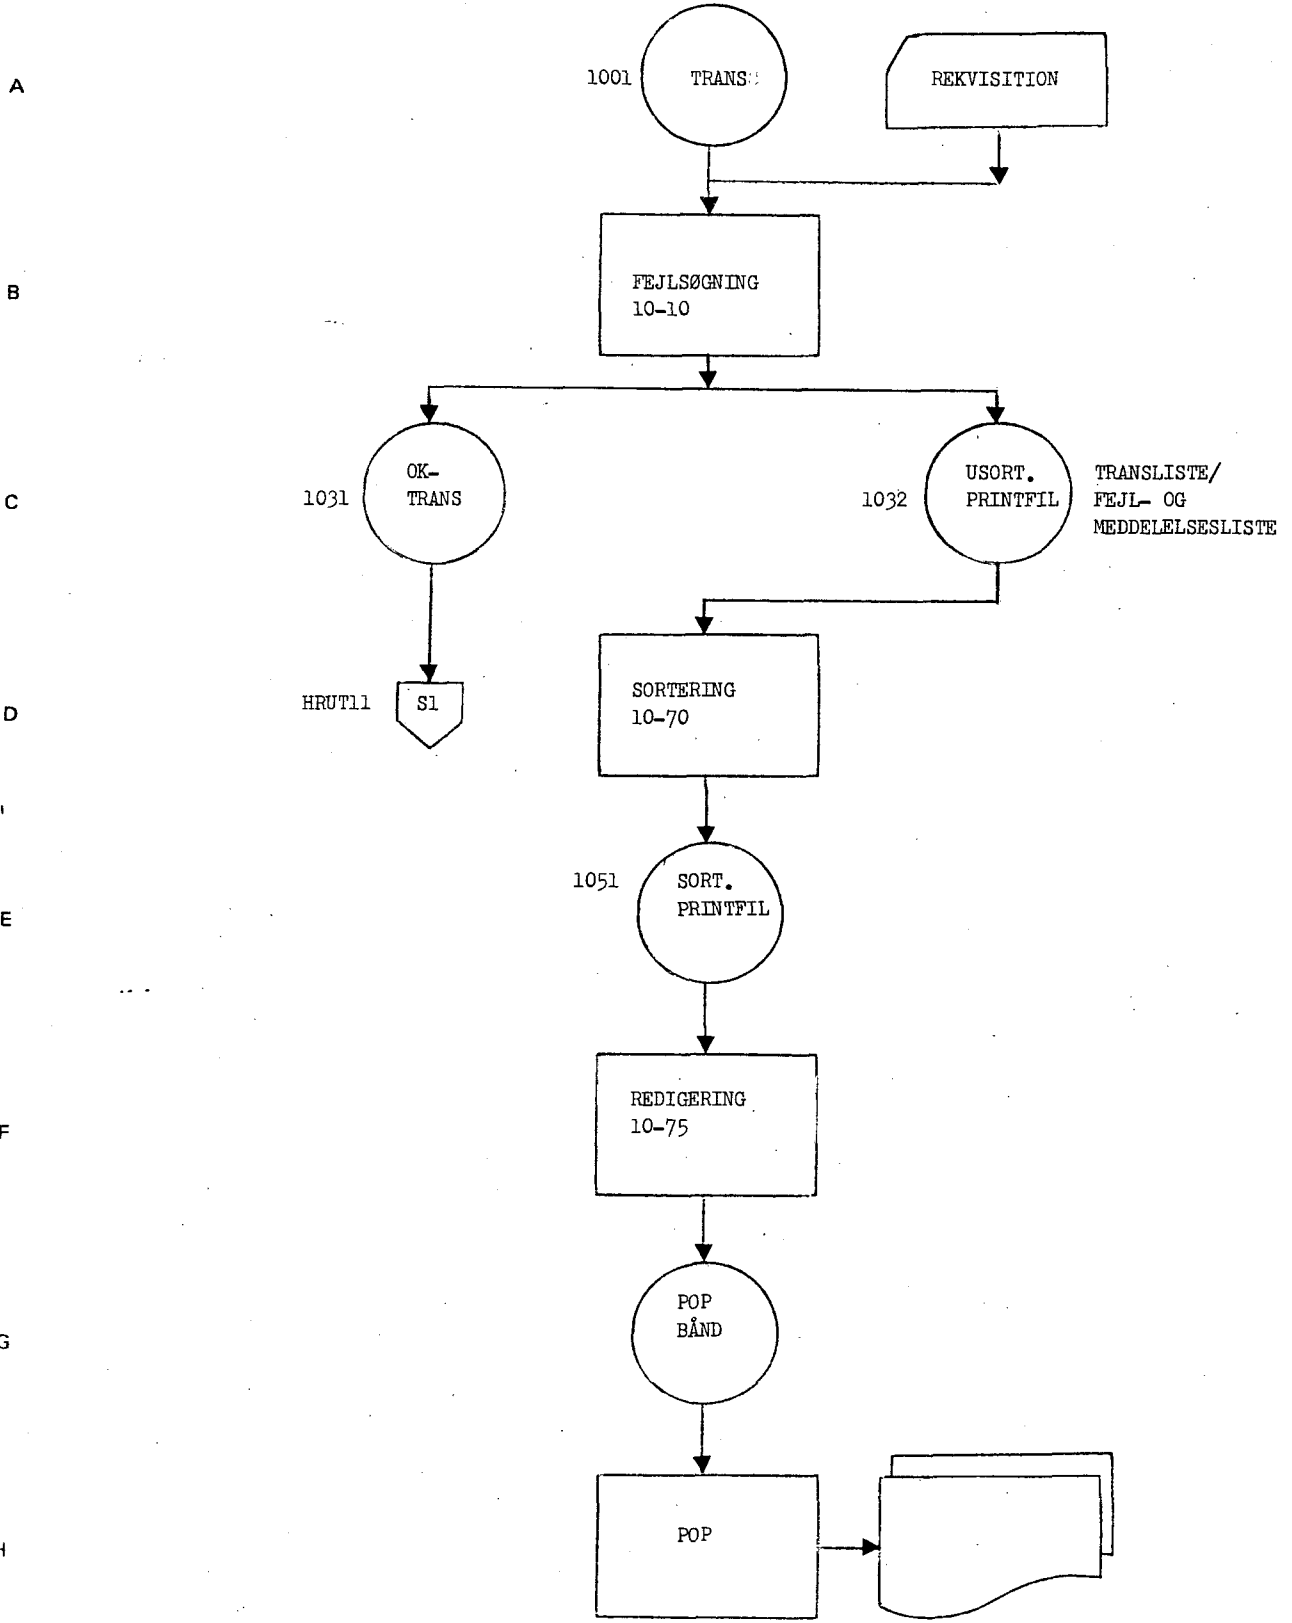 A
1001
TRANS
REKVISITION
B
FEJLSØGNING
10-10
C
1031
OK-
TRANS
1032
USORT.
PRINTFIL
TRANSLISTE/
FEJL- OG
MEDDELELSESLISTE
D
HRUT11
S1
SORTERING
10-70
E
1051
SORT.
PRINTFIL
F
REDIGERING
10-75
G
POP
BÅND
H
POP